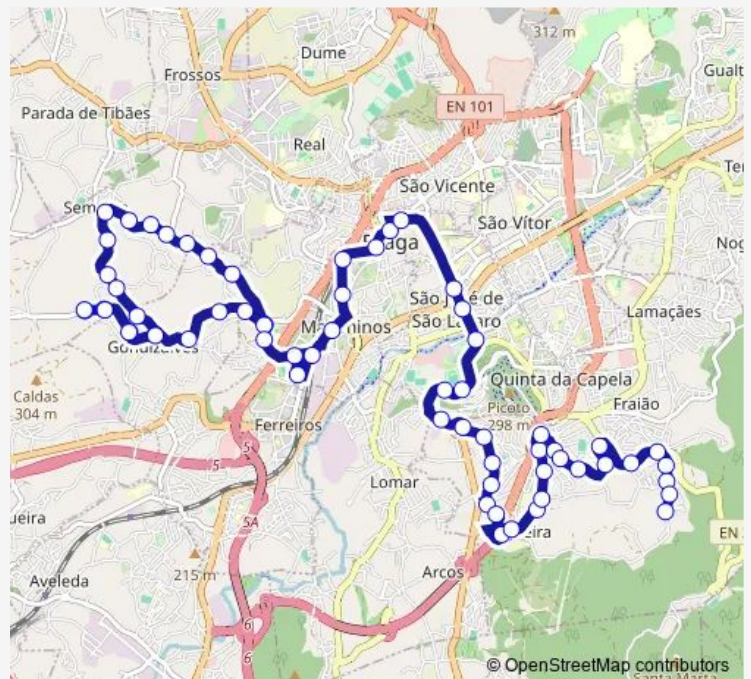 312 m
Dume
Frossos
Gualt
EN 101
Parada de Tibães
Real
Te
São Vicente
Sem
São Vítor
Braga
Nog
São José de
São Lázaro
Lamaçães
Ma
minos
Gondizalves
Quinta da Capela
Caldas
304 m
Picoto
298 m
Fraião
Ferreiros
5
5
Lomar
ueira
5A
eira
EN
215 m
Arcos
Aveleda
6
6
© OpenStreetMap contributors
Santa Marta